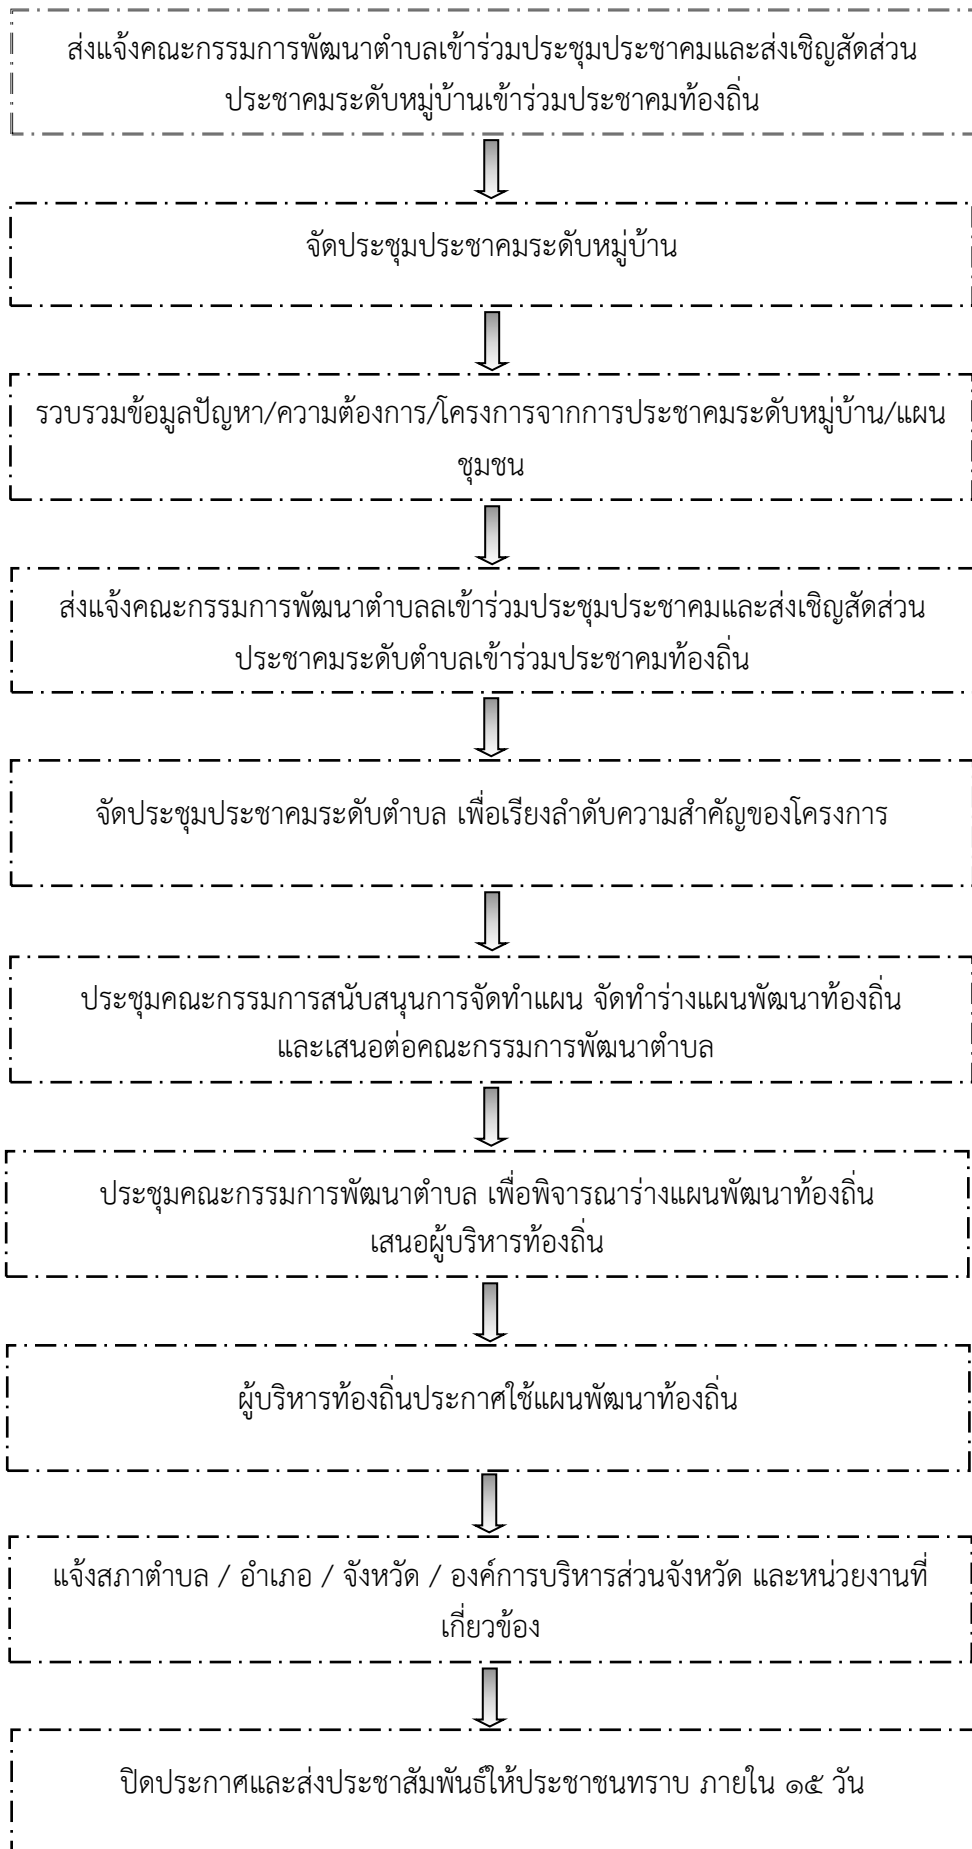 ส่งแจ้งคณะกรรมการพัฒนาตำบลเข้าร่วมประชุมประชาคมและส่งเชิญสัดส่วน
ประชาคมระดับหมู่บ้านเข้าร่วมประชาคมท้องถิ่น
จัดประชุมประชาคมระดับหมู่บ้าน
รวบรวมข้อมูลปัญหา/ความต้องการ/โครงการจากการประชาคมระดับหมู่บ้าน/แผน
ชุมชน
ส่งแจ้งคณะกรรมการพัฒนาตำบลลเข้าร่วมประชุมประชาคมและส่งเชิญสัดส่วน
ประชาคมระดับตำบลเข้าร่วมประชาคมท้องถิ่น
จัดประชุมประชาคมระดับตำบล เพื่อเรียงลำดับความสำคัญของโครงการ
ประชุมคณะกรรมการสนับสนุนการจัดทำแผน จัดทำร่างแผนพัฒนาท้องถิ่น
และเสนอต่อคณะกรรมการพัฒนาตำบล
ประชุมคณะกรรมการพัฒนาตำบล เพื่อพิจารณาร่างแผนพัฒนาท้องถิ่น
เสนอผู้บริหารท้องถิ่น
ผู้บริหารท้องถิ่นประกาศใช้แผนพัฒนาท้องถิ่น
แจ้งสภาตำบล / อำเภอ / จังหวัด / องค์การบริหารส่วนจังหวัด และหน่วยงานที่
เกี่ยวข้อง
ปิดประกาศและส่งประชาสัมพันธ์ให้ประชาชนทราบ ภายใน ๑๕ วัน